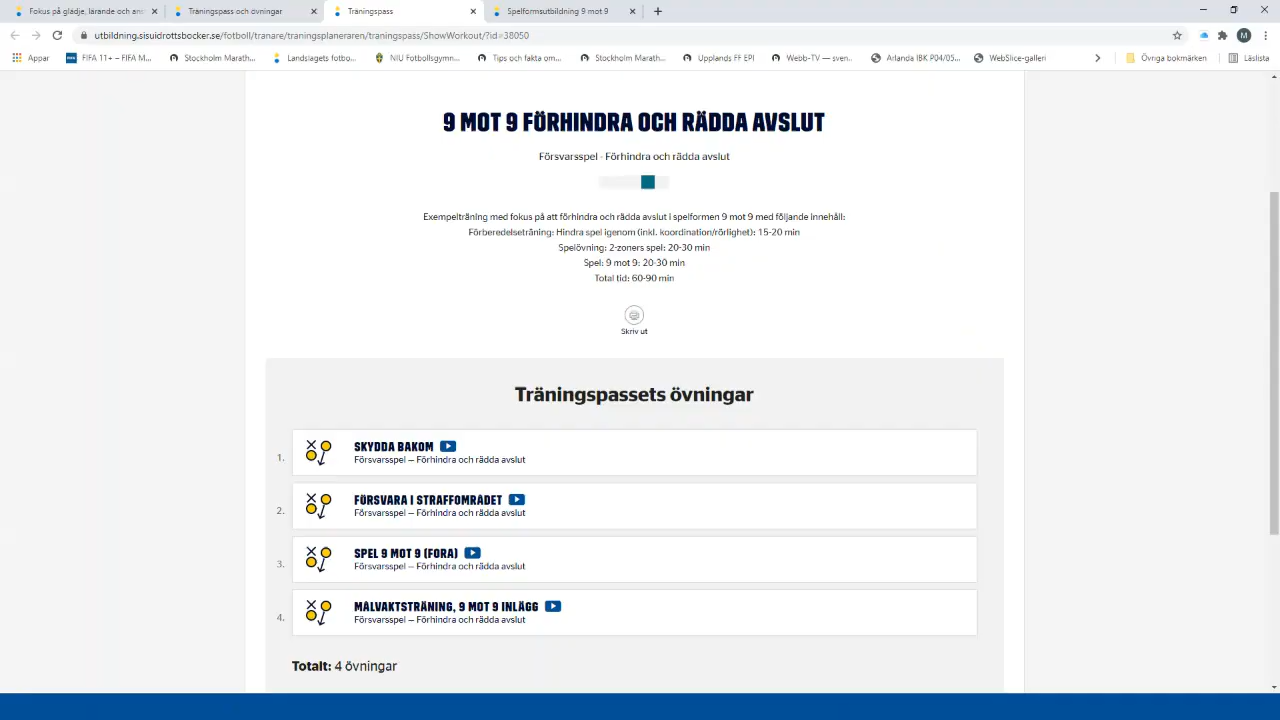 Fokus på glädje, lärande och ans
Träningspass och övningar
Träningspass
Spelformsutbildning 9 mot 9
utbildning.sisuidrottsbocker.se/fotboll/tranare/traningsplaneraren/traningspass/ShowWorkout/?id=38050
M
Appar
FIFA 11+ – FIFA M...
Stockholm Marath...
Landslagets fotbo...
NIU Fotbollsgymn...
Tips och fakta om...
Stockholm Marath...
Upplands FF EPI
Webb-TV — sven...
Arlanda IBK P04/05...
WebSlice-galleri
Övriga bokmärken
Läslista
9 MOT 9 FÖRHINDRA OCH RÄDDA AVSLUT
Försvarsspel - Förhindra och rädda avslut
Exempelträning med fokus på att förhindra och rädda avslut i spelformen 9 mot 9 med följande innehåll:
Förberedelseträning: Hindra spel igenom (inkl. koordination/rörlighet): 15-20 min
Spelövning: 2-zoners spel: 20-30 min
Spel: 9 mot 9: 20-30 min
Total tid: 60-90 min
Skriv ut
Träningspassets övningar
1.
SKYDDA BAKOM
Försvarsspel – Förhindra och rädda avslut
2.
FÖRSVARA I STRAFFOMRÅDET
Försvarsspel – Förhindra och rädda avslut
3.
SPEL 9 MOT 9 (FORA)
Försvarsspel – Förhindra och rädda avslut
4.
MÅLVAKTSTRÄNING, 9 MOT 9 INLÄGG
Försvarsspel – Förhindra och rädda avslut
Totalt: 4 övningar